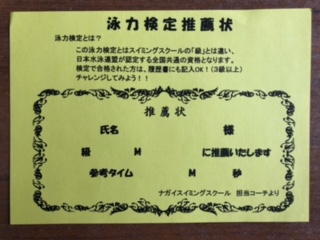 泳力検定推薦状
泳力検定とは？
この泳力検定とはスイミングスクールの「級」とは違い、
日本水泳連盟が認定する全国共通の資格となります。
検定で合格された方は、履歴書にも記入OK！（3級以上）
チャレンジしてみよう！！
推薦状
氏名 様
級 M に推薦いたします
参考タイム M 秒
ナガイスイミングスクール 担当コーチより